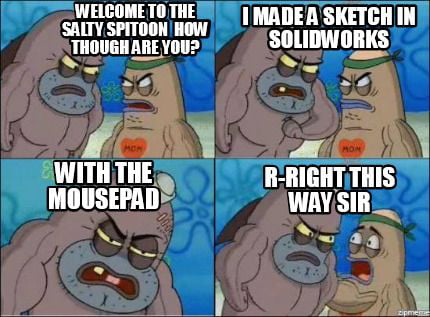 WELCOME TO THE
SALTY SPITOON HOW
THOUGH ARE YOU?
I MADE A SKETCH IN
SOLIDWORKS
MOM
MOM
WITH THE
MOUSEPAD
R-RIGHT THIS
WAY SIR
zipmeme